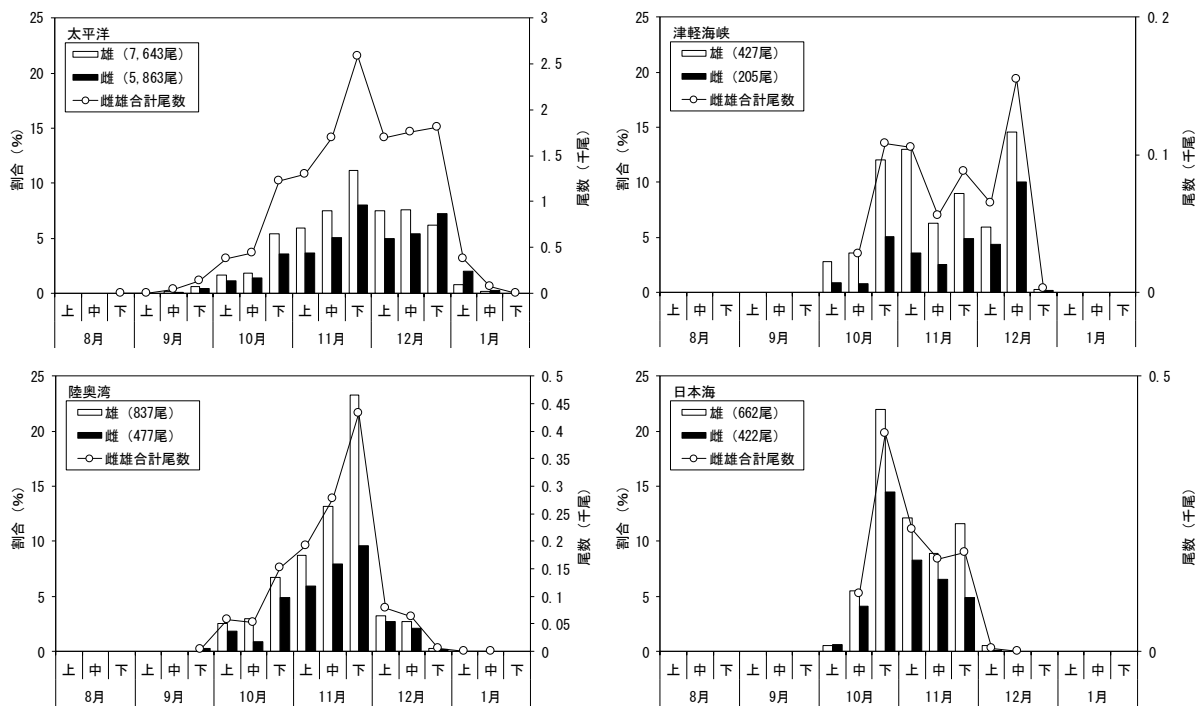 太平洋
雄（7,643尾）
雌（5,863尾）
雌雄合計尾数
割合（%）
25
20
15
10
5
0
尾数（千尾）
3
2.5
2
1.5
1
0.5
0
上 中 下 上 中 下 上 中 下 上 中 下 上 中 下 上 中 下
8月 9月 10月 11月 12月 1月
津軽海峡
雄（427尾）
雌（205尾）
雌雄合計尾数
割合（%）
25
20
15
10
5
0
尾数（千尾）
0.2
0.1
0
上 中 下 上 中 下 上 中 下 上 中 下 上 中 下 上 中 下
8月 9月 10月 11月 12月 1月
陸奥湾
雄（837尾）
雌（477尾）
雌雄合計尾数
割合（%）
25
20
15
10
5
0
尾数（千尾）
0.5
0.45
0.4
0.35
0.3
0.25
0.2
0.15
0.1
0.05
0
上 中 下 上 中 下 上 中 下 上 中 下 上 中 下 上 中 下
8月 9月 10月 11月 12月 1月
日本海
雄（662尾）
雌（422尾）
雌雄合計尾数
割合（%）
25
20
15
10
5
0
尾数（千尾）
0.5
0
上 中 下 上 中 下 上 中 下 上 中 下 上 中 下 上 中 下
8月 9月 10月 11月 12月 1月